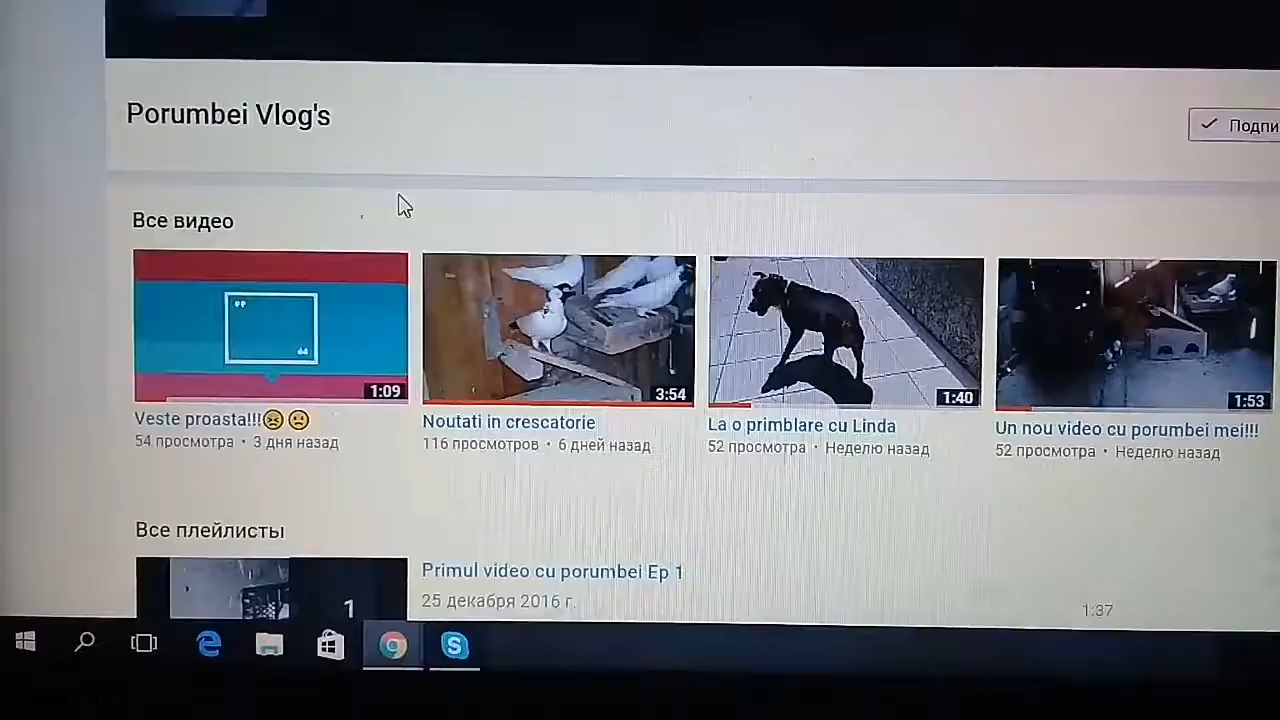 Porumbei Vlog's
Подпи
Все видео
1:09
3:54
1:40
1:53
Veste proasta!!!😣😟
Noutati in crescatorie
La o primblare cu Linda
Un nou video cu porumbei mei!!!
54 просмотра • 3 дня назад
116 просмотров • 6 дней назад
52 просмотра • Неделю назад
52 просмотра • Неделю назад
Все плейлисты
1
Primul video cu porumbei Ep 1
25 декабря 2016 г.
1:37